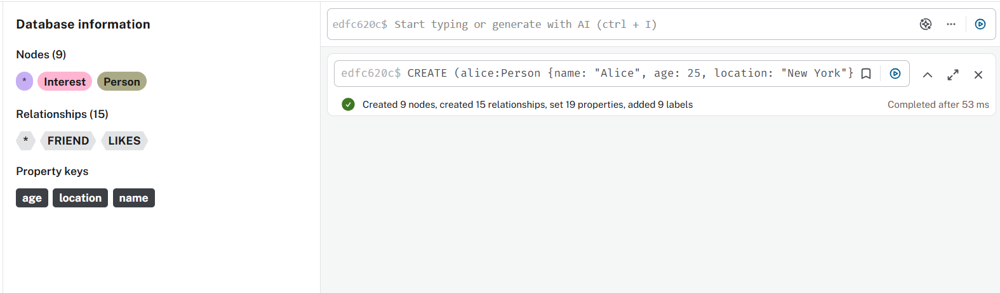 Database information
Nodes (9)
* Interest Person
Relationships (15)
* FRIEND LIKES
Property keys
age location name
edfc620c$ Start typing or generate with AI (ctrl + I)
edfc620c$ CREATE (alice:Person {name: "Alice", age: 25, location: "New York"}
Created 9 nodes, created 15 relationships, set 19 properties, added 9 labels
Completed after 53 ms